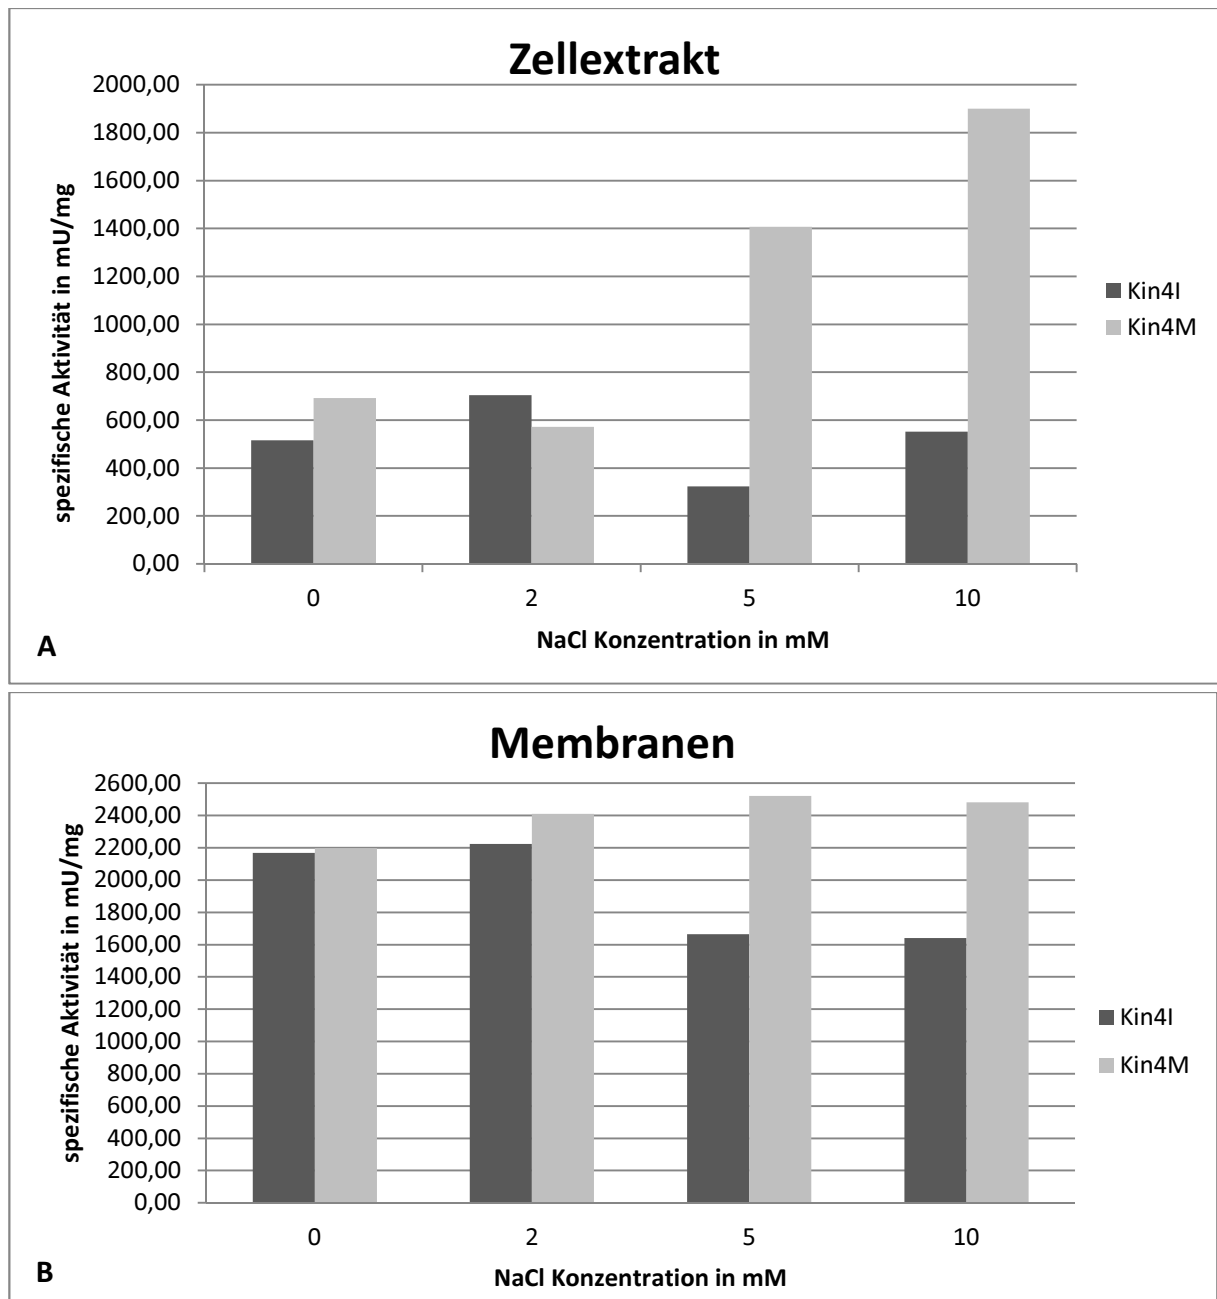 Zellextrakt
spezifische Aktivität in mU/mg
2000,00
1800,00
1600,00
1400,00
1200,00
1000,00
800,00
600,00
400,00
200,00
0,00
0 2 5 10
NaCl Konzentration in mM
Kin4I
Kin4M
A
Membranen
spezifische Aktivität in mU/mg
2600,00
2400,00
2200,00
2000,00
1800,00
1600,00
1400,00
1200,00
1000,00
800,00
600,00
400,00
200,00
0,00
0 2 5 10
NaCl Konzentration in mM
Kin4I
Kin4M
B